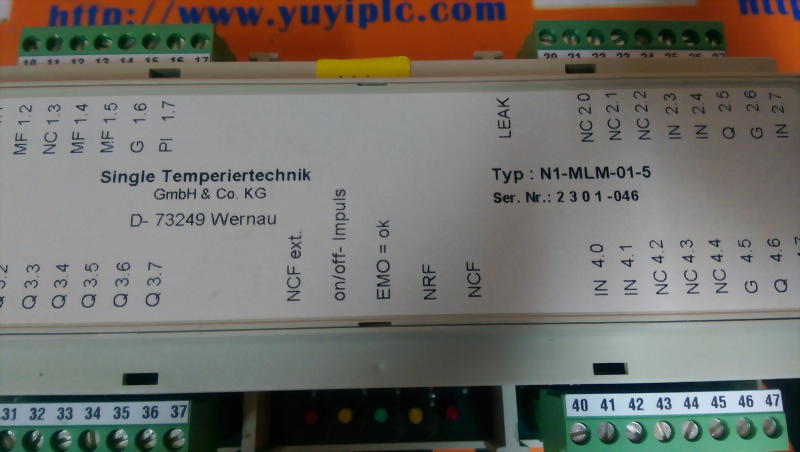 http://www.yuyiplc.com
10 11 12 13 14 15 16 17
20 21 22 23 24 25 26 27
MF 1.2
NC 1.3
MF 1.4
MF 1.5
G 1.6
PI 1.7
LEAK
NC 2.0
NC 2.1
NC 2.2
IN 2.3
IN 2.4
Q 2.5
G 2.6
IN 2.7
Single Temperiertechnik
GmbH & Co. KG
D- 73249 Wernau
Typ : N1-MLM-01-5
Ser. Nr.: 2 3 0 1 -046
Q 3.2
Q 3.3
Q 3.4
Q 3.5
Q 3.6
Q 3.7
NCF ext.
on/off- Impuls
EMO = ok
NRF
NCF
IN 4.0
IN 4.1
NC 4.2
NC 4.3
NC 4.4
G 4.5
Q 4.6
31 32 33 34 35 36 37
40 41 42 43 44 45 46 47